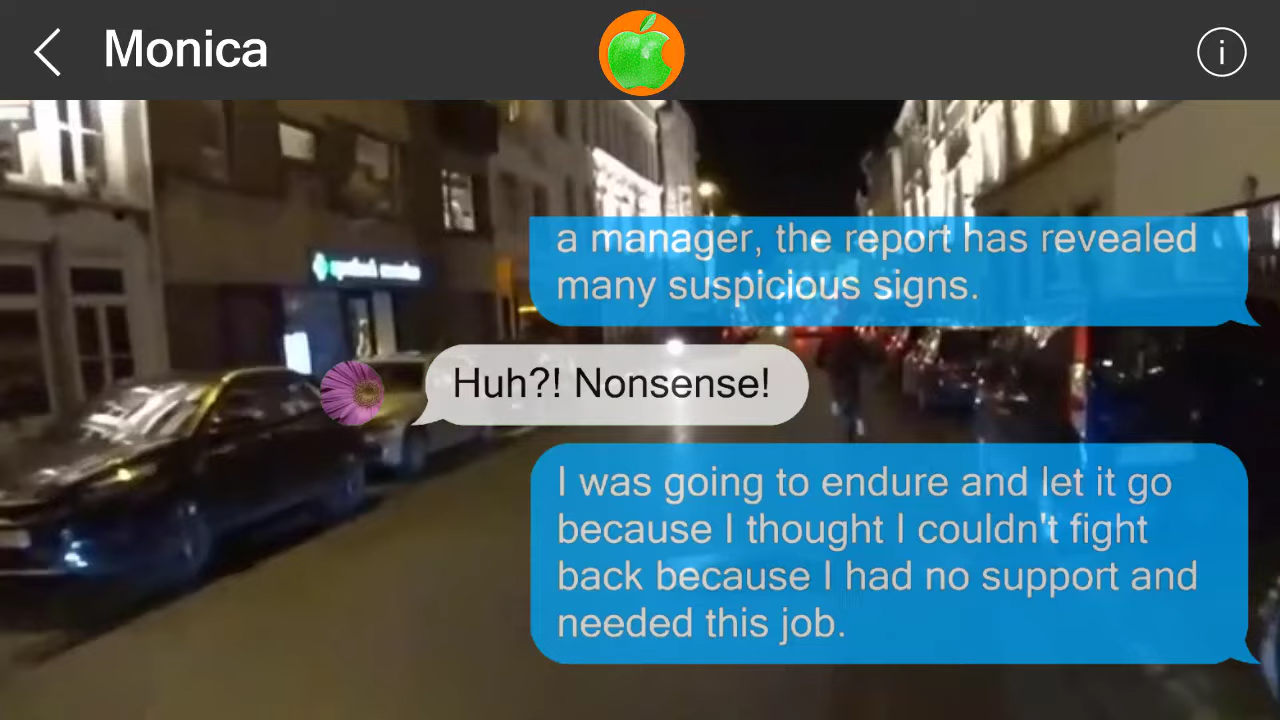 Monica
i
a manager, the report has revealed
many suspicious signs.
Huh?! Nonsense!
I was going to endure and let it go
because I thought I couldn't fight
back because I had no support and
needed this job.